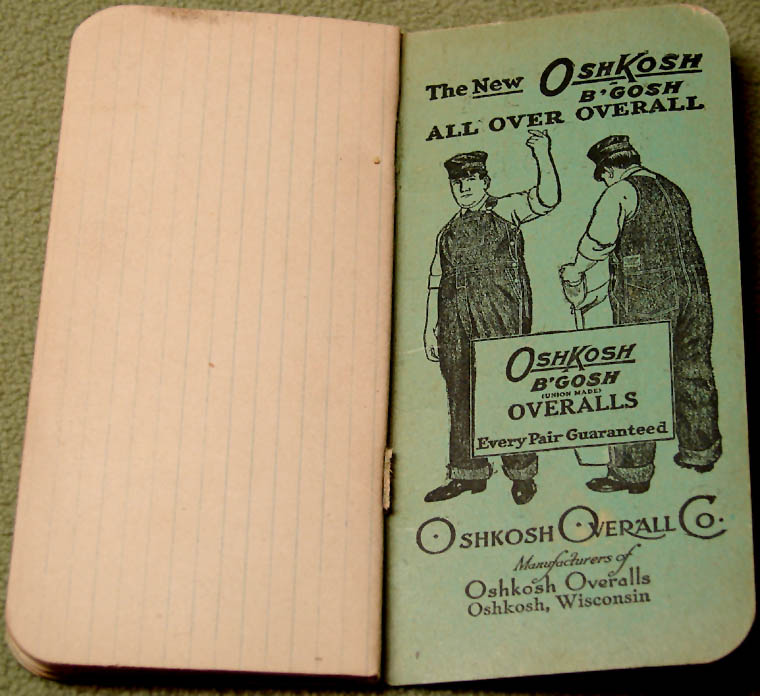 The New OshKosh
B'GOSH
ALL OVER OVERALL
OshKosh
B'GOSH
(UNION MADE)
OVERALLS
Every Pair Guaranteed
OSHKOSH OVERALL CO.
Manufacturers of
Oshkosh Overalls
Oshkosh, Wisconsin